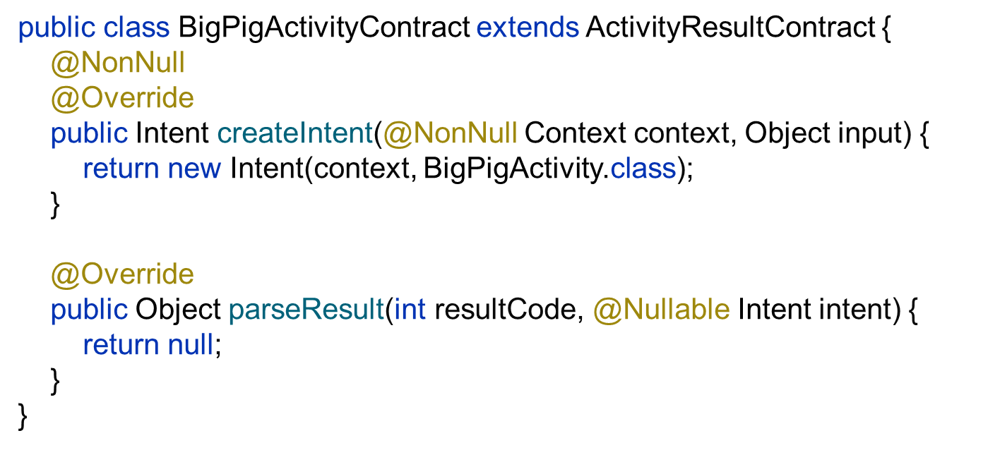 public class BigPigActivityContract extends ActivityResultContract {
@NonNull
@Override
public Intent createIntent(@NonNull Context context, Object input) {
return new Intent(context, BigPigActivity.class);
}
@Override
public Object parseResult(int resultCode, @Nullable Intent intent) {
return null;
}
}